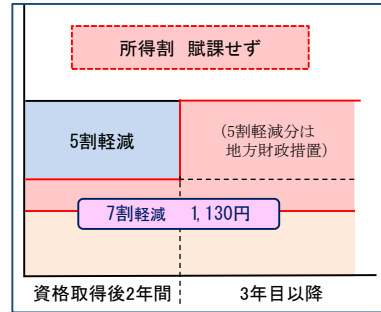 所得割 賦課せず
5割軽減
(5割軽減分は
地方財政措置)
7割軽減 1,130円
資格取得後2年間
3年目以降